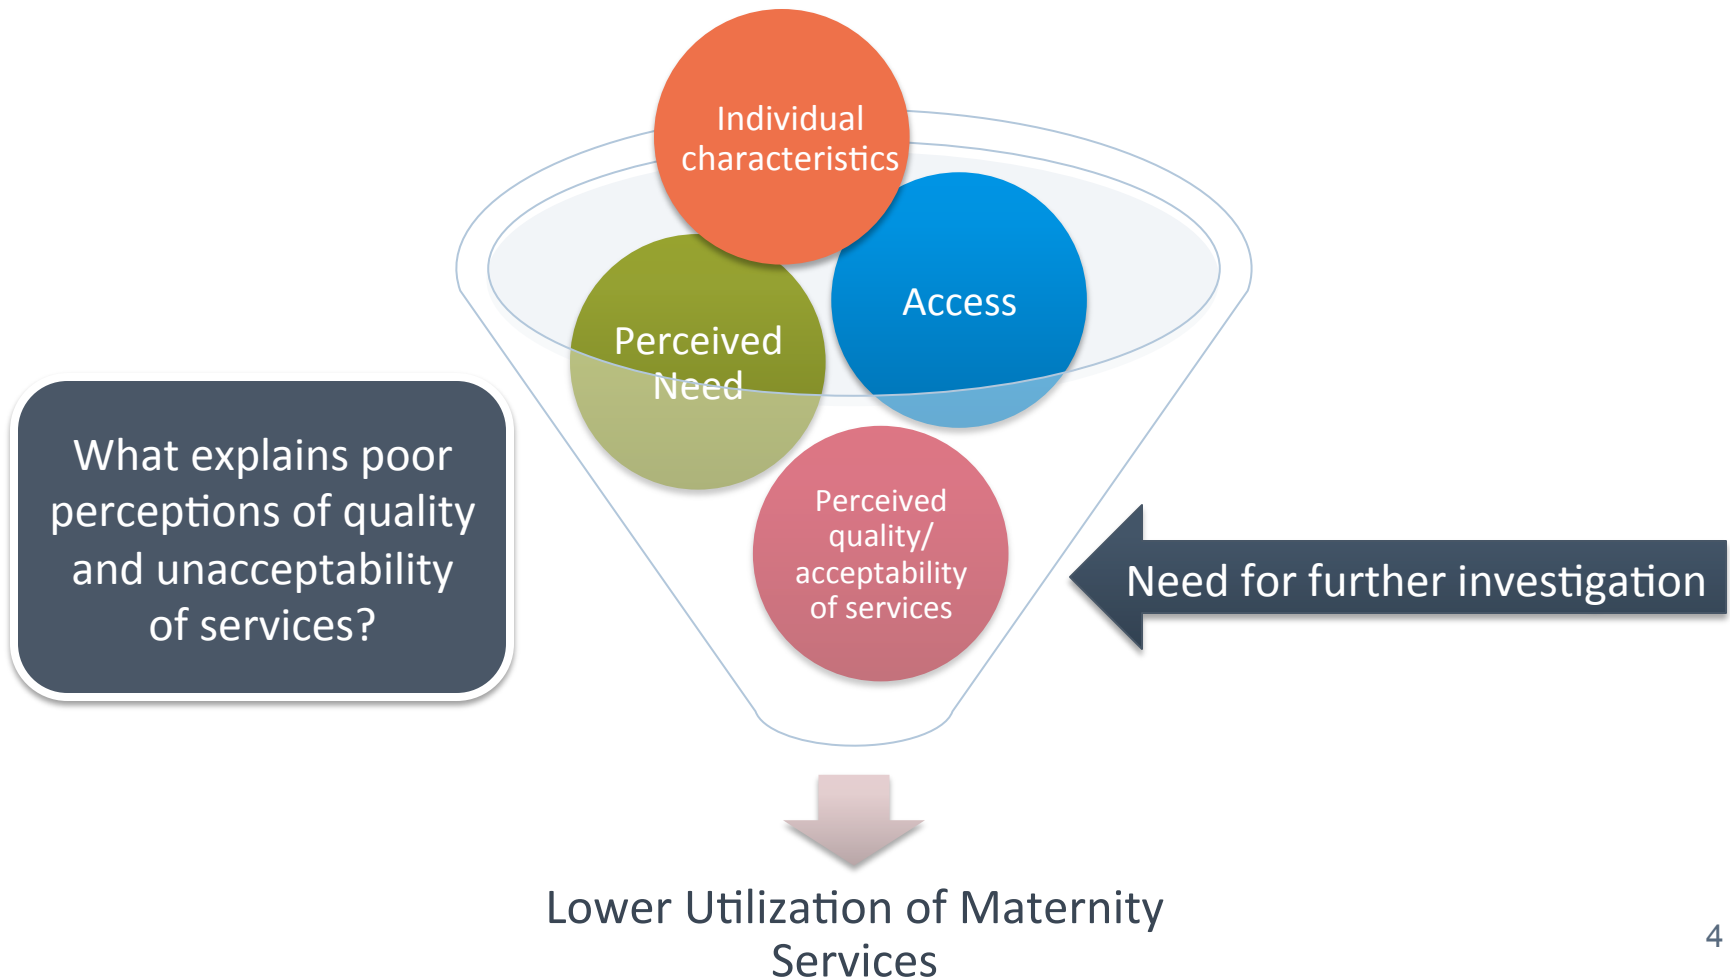 Individual
characteristics
Access
Perceived
Need
What explains poor
perceptions of quality
and unacceptability
of services?
Perceived
quality/
acceptability
of services
Need for further investigation
Lower Utilization of Maternity
Services
4